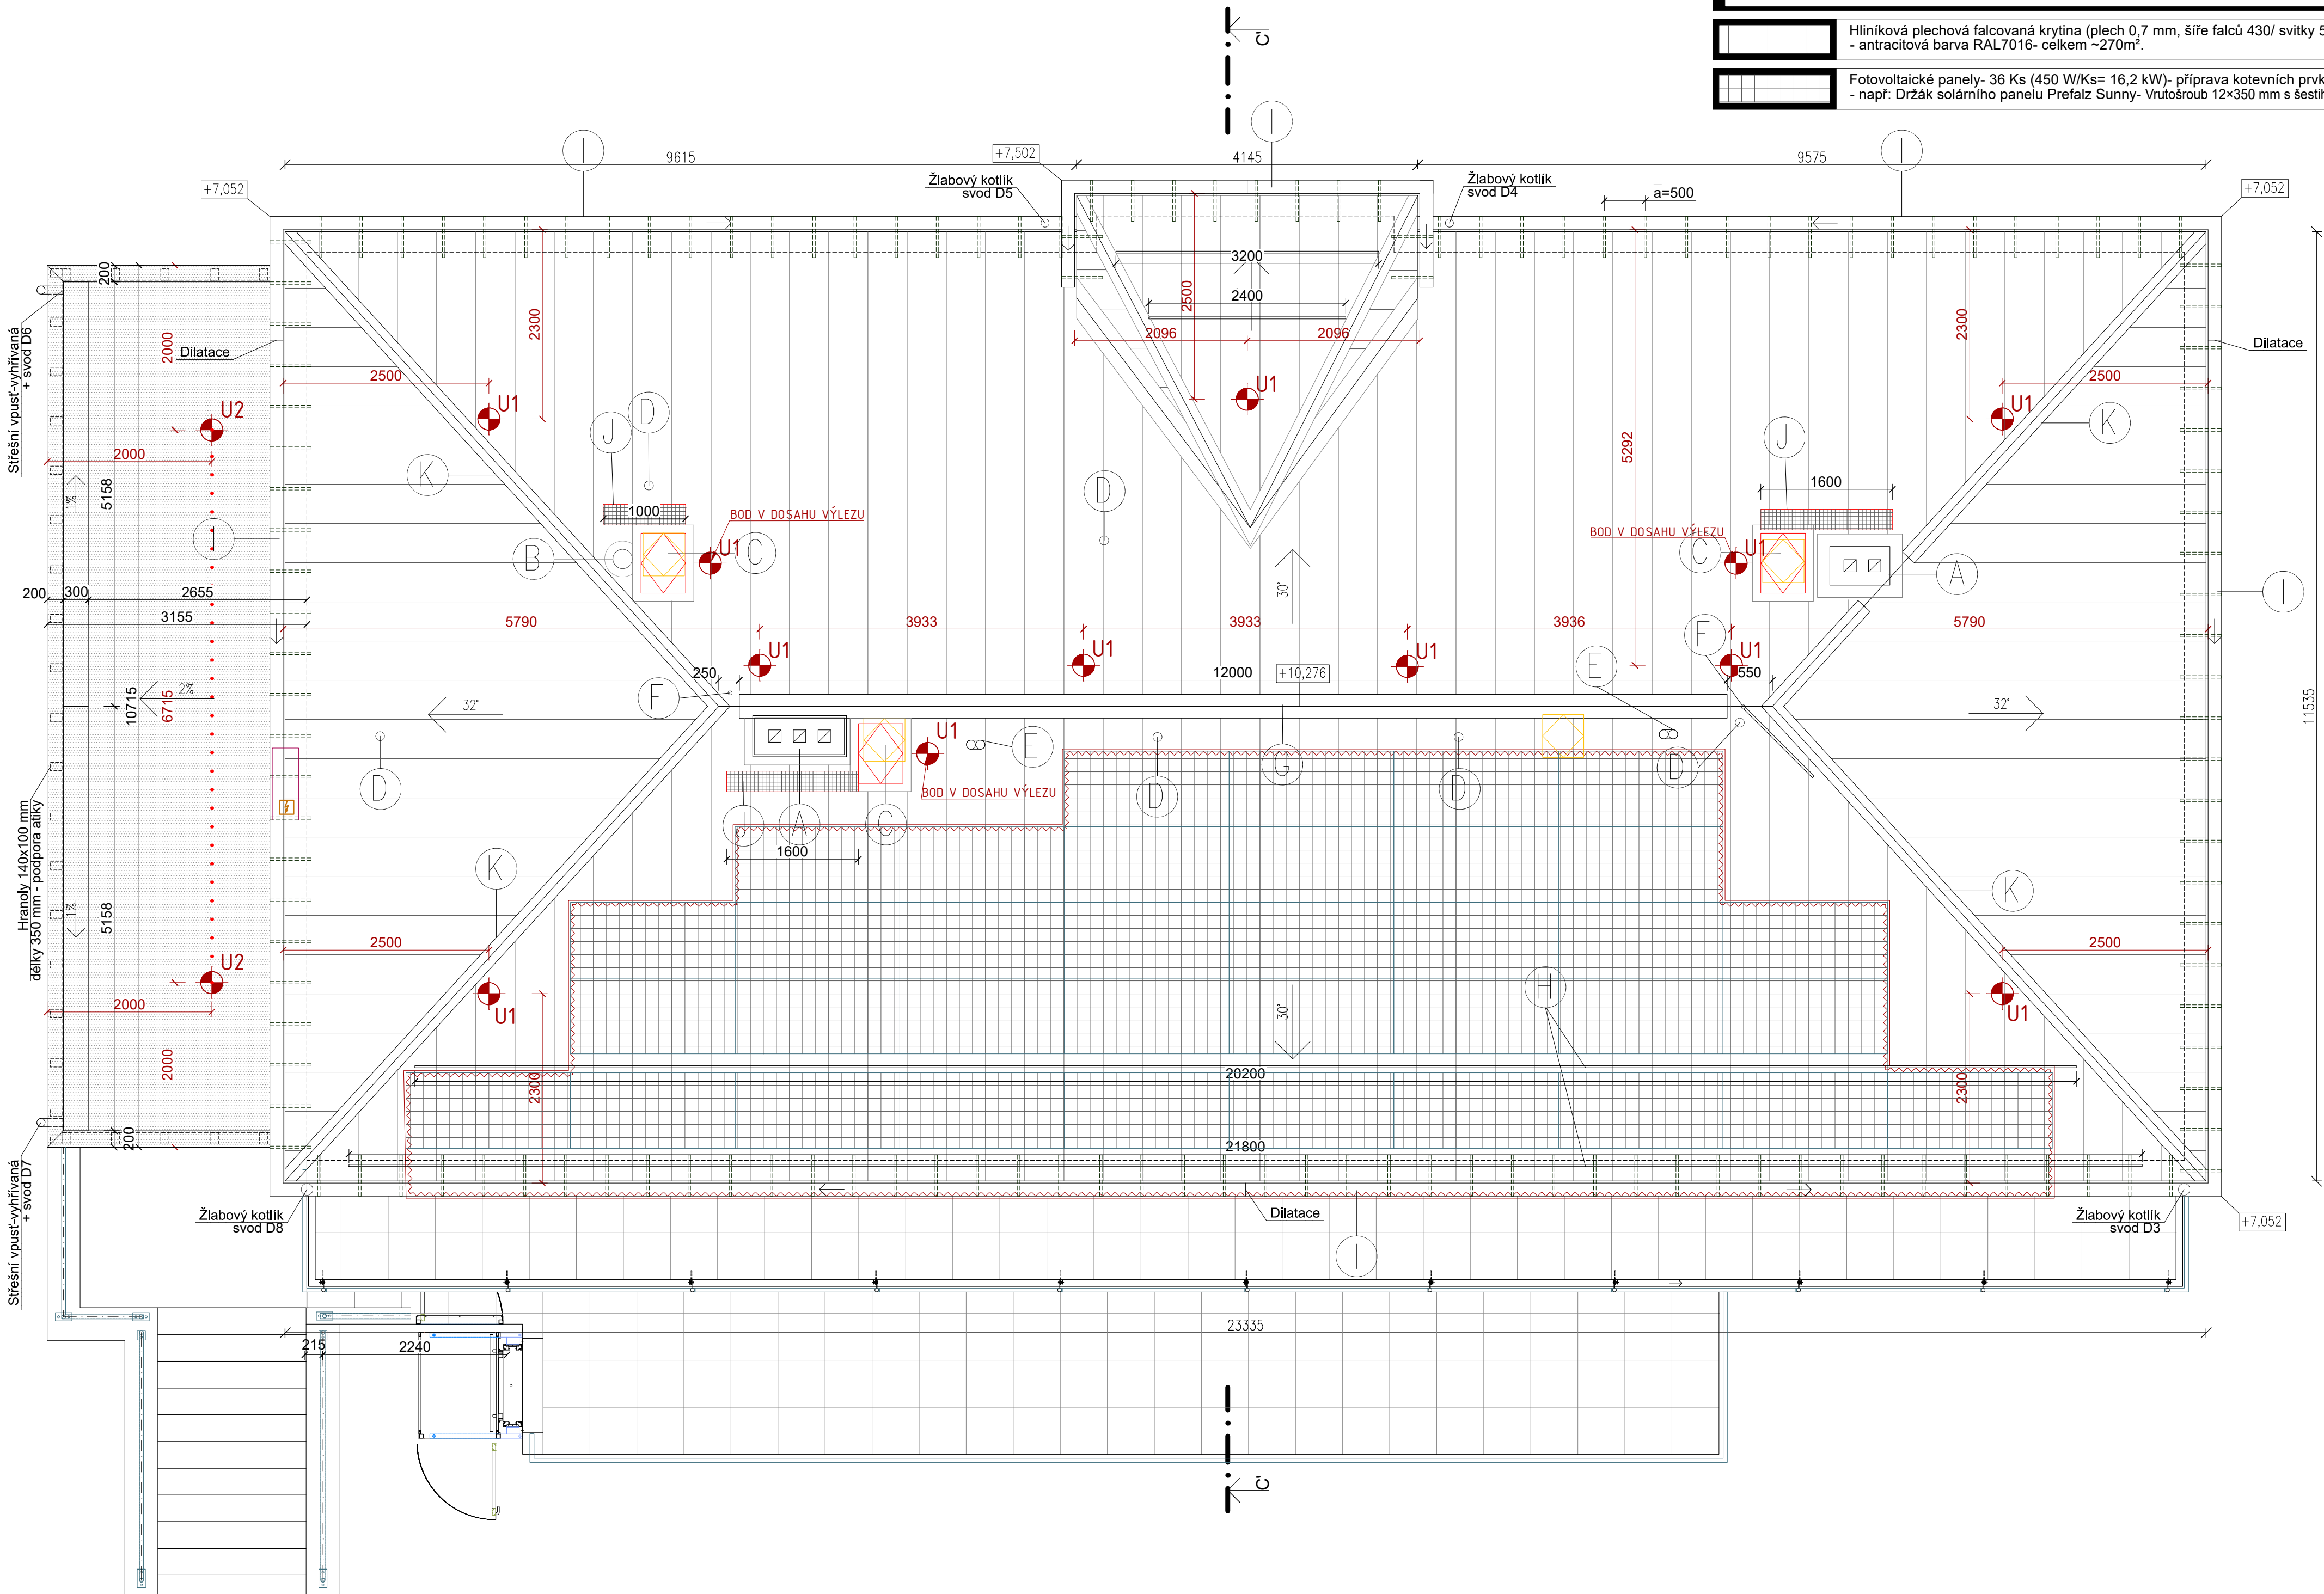 Hliníková plechová falcovaná krytina (plech 0,7 mm, šíře falců 430/ svitky 5
- antracitová barva RAL7016- celkem ~270m².
Fotovoltaické panely- 36 Ks (450 W/Ks= 16,2 kW)- příprava kotevních prvk
- např: Držák solárního panelu Prefalz Sunny- Vrutošroub 12×350 mm s šestih
C'
I
I
I
9615
+7,502
4145
9575
+7,052
Žlabový kotlík
svod D5
Žlabový kotlík
svod D4
a=500
+7,052
200
3200
2500
2400
2300
2300
2096
2096
Střešní vpusť-vyhřívaná
+ svod D6
2000
Dilatace
Dilatace
2500
2500
U1
U1
U1
U2
J
D
K
J
K
2000
K
5292
1%
5158
D
1600
1000
BOD V DOSAHU VÝLEZU
BOD V DOSAHU VÝLEZU
I
B
U1
C
C
U1
A
30°
200
300
2655
I
3155
5790
3933
3933
3936
5790
F
U1
U1
U1
U1
250
12000
+10,276
E
550
F
2%
10715
6715
32°
32°
11535
U1
E
G
D
D
D
D
BOD V DOSAHU VÝLEZU
J
A
C
Hranoly 140x100 mm
délky 350 mm - podpora atiky
1600
K
K
1%
5158
2500
2500
U2
H
2000
U1
U1
30°
2000
2300
20200
2300
200
21800
Střešní vpusť-vyhřívaná
+ svod D7
Žlabový kotlík
svod D8
Dilatace
Žlabový kotlík
svod D3
+7,052
I
23335
215
2240
C'